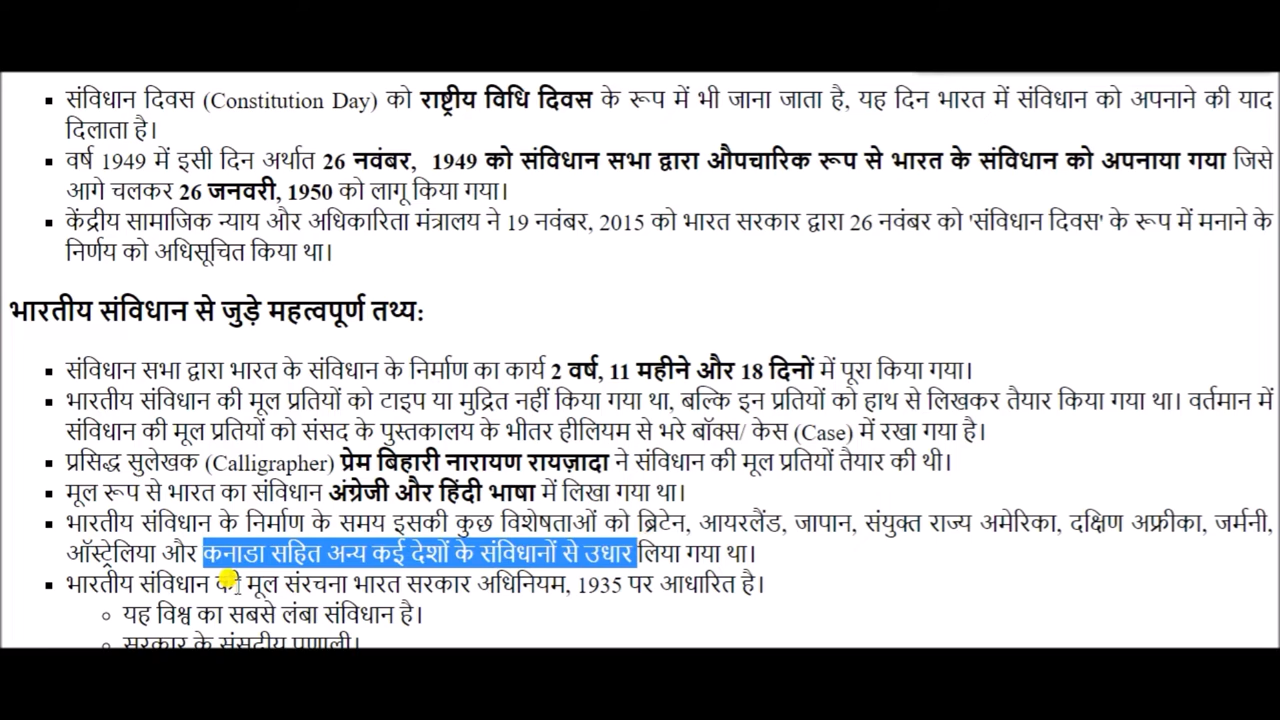 संविधान दिवस (Constitution Day) को राष्ट्रीय विधि दिवस के रूप में भी जाना जाता है, यह दिन भारत में संविधान को अपनाने की याद
दिलाता है।
वर्ष 1949 में इसी दिन अर्थात 26 नवंबर, 1949 को संविधान सभा द्वारा औपचारिक रूप से भारत के संविधान को अपनाया गया जिसे
आगे चलकर 26 जनवरी, 1950 को लागू किया गया।
केंद्रीय सामाजिक न्याय और अधिकारिता मंत्रालय ने 19 नवंबर, 2015 को भारत सरकार द्वारा 26 नवंबर को 'संविधान दिवस' के रूप में मनाने के
निर्णय को अधिसूचित किया था।
भारतीय संविधान से जुड़े महत्वपूर्ण तथ्य:
संविधान सभा द्वारा भारत के संविधान के निर्माण का कार्य 2 वर्ष, 11 महीने और 18 दिनों में पूरा किया गया।
भारतीय संविधान की मूल प्रतियों को टाइप या मुद्रित नहीं किया गया था, बल्कि इन प्रतियों को हाथ से लिखकर तैयार किया गया था। वर्तमान में
संविधान की मूल प्रतियों को संसद के पुस्तकालय के भीतर हीलियम से भरे बॉक्स/ केस (Case) में रखा गया है।
प्रसिद्ध सुलेखक (Calligrapher) प्रेम बिहारी नारायण रायज़ादा ने संविधान की मूल प्रतियाँ तैयार की थी।
मूल रूप से भारत का संविधान अंग्रेजी और हिंदी भाषा में लिखा गया था।
भारतीय संविधान के निर्माण के समय इसकी कुछ विशेषताओं को ब्रिटेन, आयरलैंड, जापान, संयुक्त राज्य अमेरिका, दक्षिण अफ्रीका, जर्मनी,
ऑस्ट्रेलिया और कनाडा सहित अन्य कई देशों के संविधानों से उधार लिया गया था।
भारतीय संविधान की मूल संरचना भारत सरकार अधिनियम, 1935 पर आधारित है।
यह विश्व का सबसे लंबा संविधान है।
सरकार के संसदीय प्रणाली।